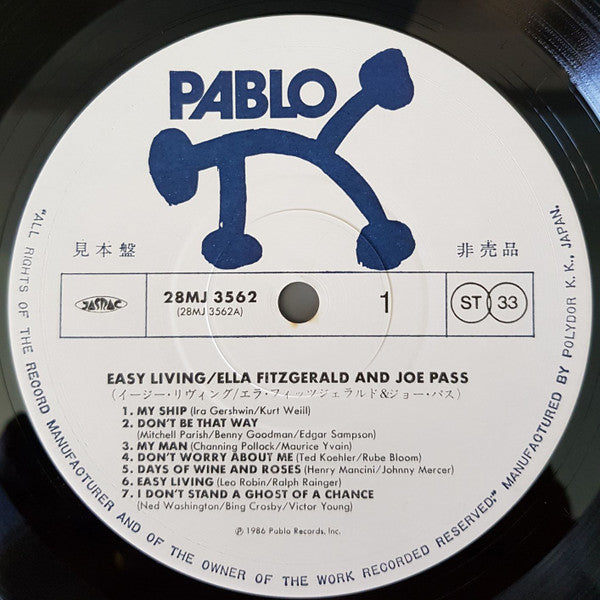 PABLO
見本盤
非売品
JASRAC
28MJ 3562
(28MJ 3562A)
1
ST 33
EASY LIVING/ELLA FITZGERALD AND JOE PASS
(イージー・リヴィング/エラ・フィッツジェラルド&ジョー・パス)
1. MY SHIP (Ira Gershwin/Kurt Weill)
2. DON'T BE THAT WAY
(Mitchell Parish/Benny Goodman/Edgar Sampson)
3. MY MAN (Channing Pollock/Maurice Yvain)
4. DON'T WORRY ABOUT ME (Ted Koehler/Rube Bloom)
5. DAYS OF WINE AND ROSES (Henry Mancini/Johnny Mercer)
6. EASY LIVING (Leo Robin/Ralph Rainger)
7. I DON'T STAND A GHOST OF A CHANCE
(Ned Washington/Bing Crosby/Victor Young)
℗ 1986 Pablo Records, Inc.
"ALL RIGHTS OF THE RECORD MANUFACTURER AND OF THE OWNER OF THE WORK RECORDED RESERVED." MANUFACTURED BY POLYDOR K.K., JAPAN.